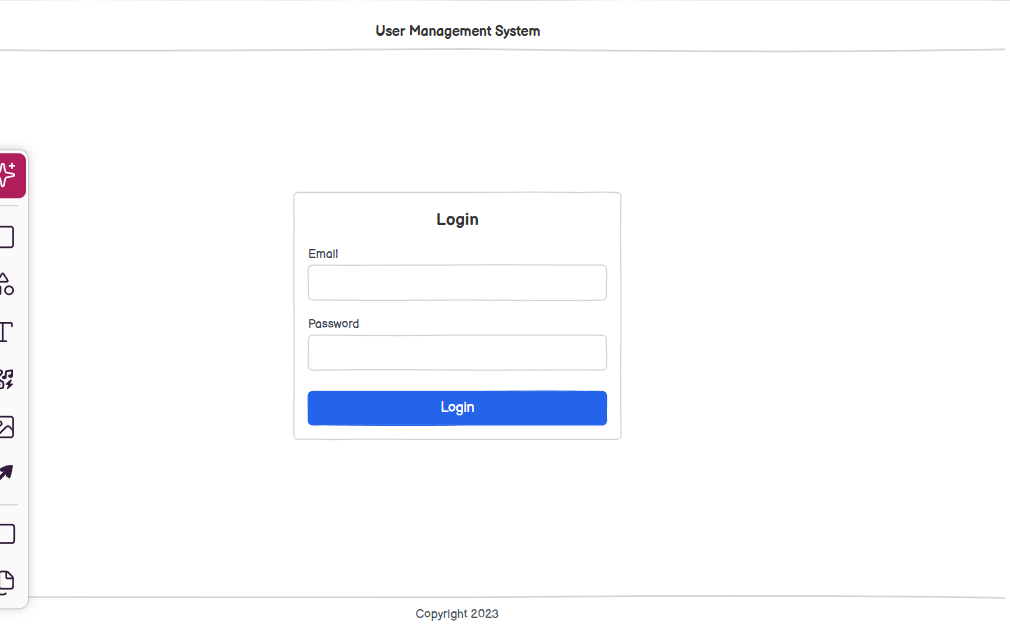 User Management System
Login
Email
Password
Login
Copyright 2023